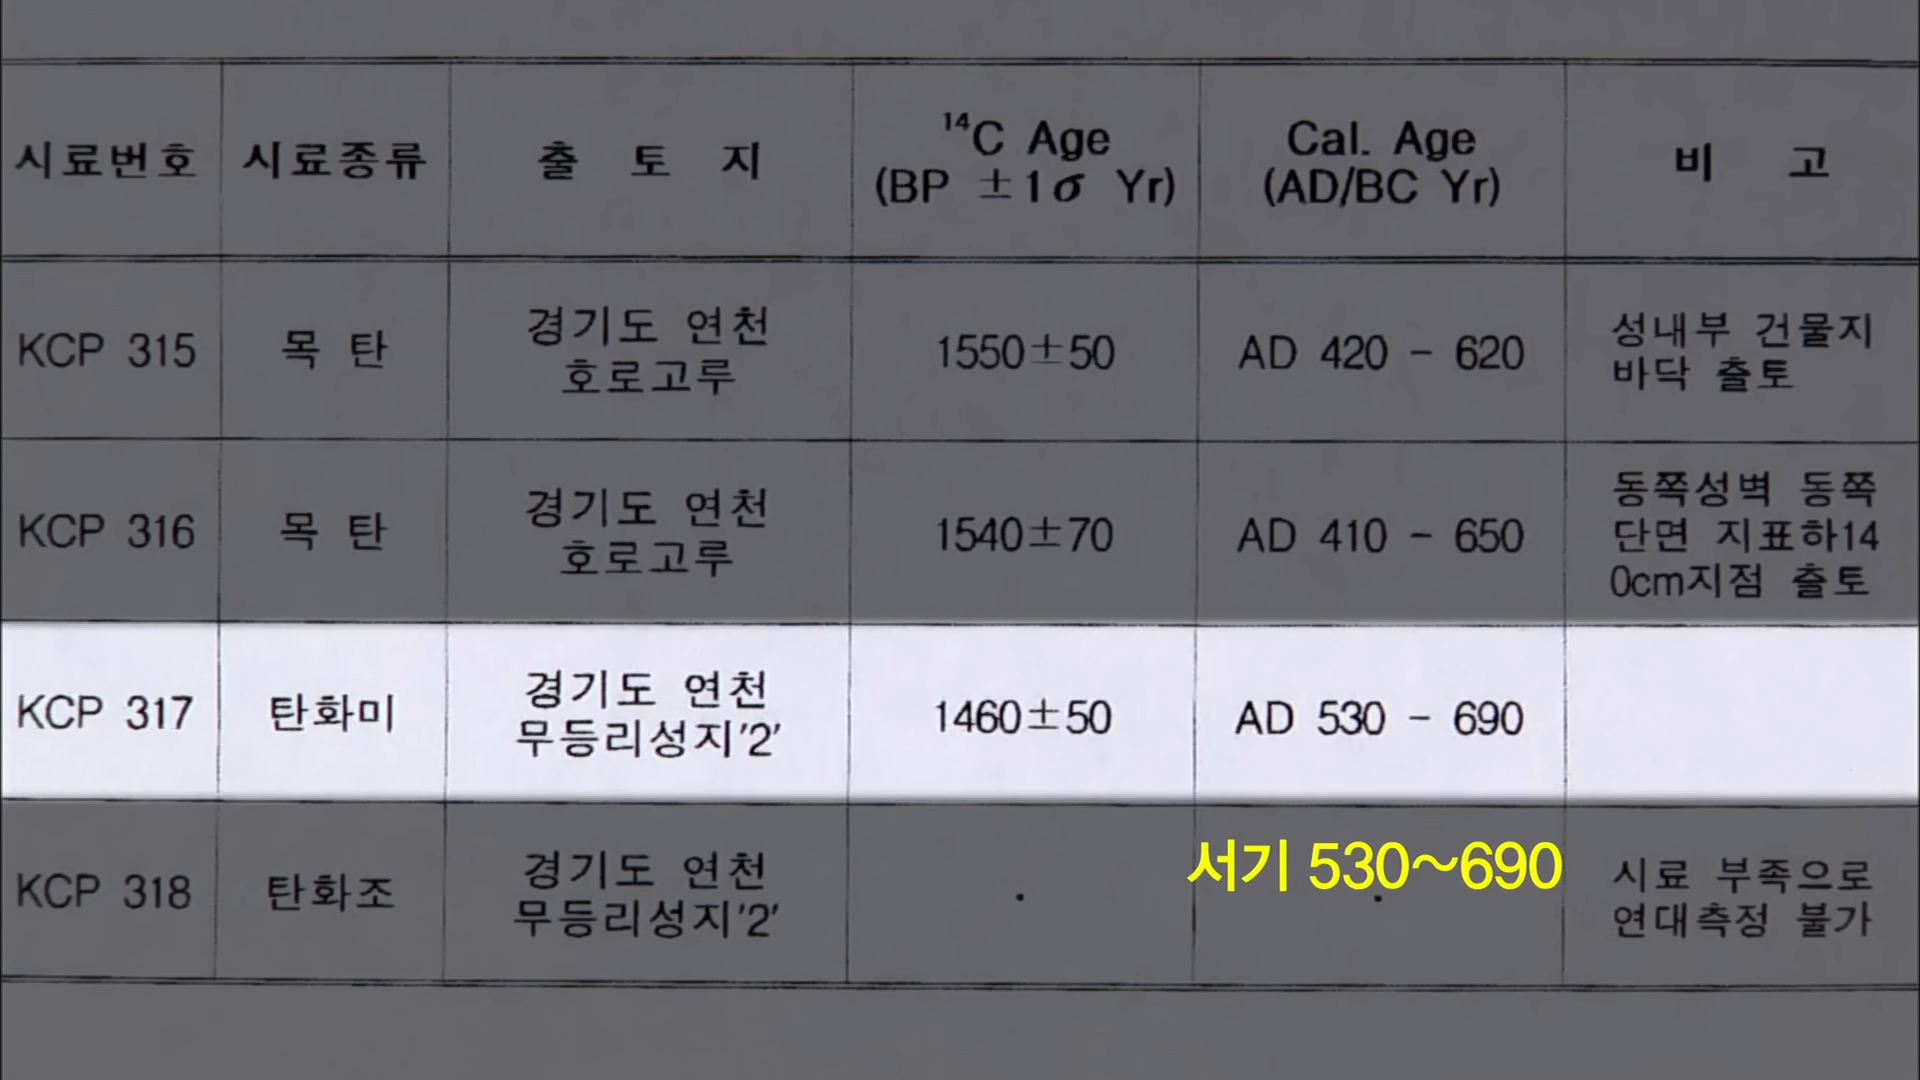 시료번호 시료종류 출 토 지 ¹⁴C Age (BP ±1σ Yr) Cal. Age (AD/BC Yr) 비 고
KCP 315 목 탄 경기도 연천 호로고루 1550±50 AD 420 - 620 성내부 건물지 바닥 출토
KCP 316 목 탄 경기도 연천 호로고루 1540±70 AD 410 - 650 동쪽성벽 동쪽 단면 지표하140cm지점 출토
KCP 317 탄화미 경기도 연천 무등리성지'2' 1460±50 AD 530 - 690
KCP 318 탄화조 경기도 연천 무등리성지'2' · · 시료 부족으로 연대측정 불가
서기 530~690